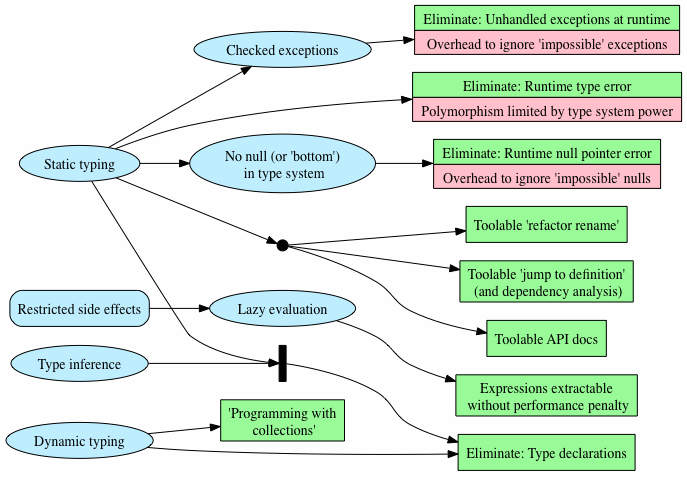 Checked exceptions
Eliminate: Unhandled exceptions at runtime
Overhead to ignore 'impossible' exceptions
Eliminate: Runtime type error
Polymorphism limited by type system power
Static typing
No null (or 'bottom')
in type system
Eliminate: Runtime null pointer error
Overhead to ignore 'impossible' nulls
Toolable 'refactor rename'
Toolable 'jump to definition'
(and dependency analysis)
Restricted side effects
Lazy evaluation
Toolable API docs
Type inference
Expressions extractable
without performance penalty
'Programming with
collections'
Dynamic typing
Eliminate: Type declarations